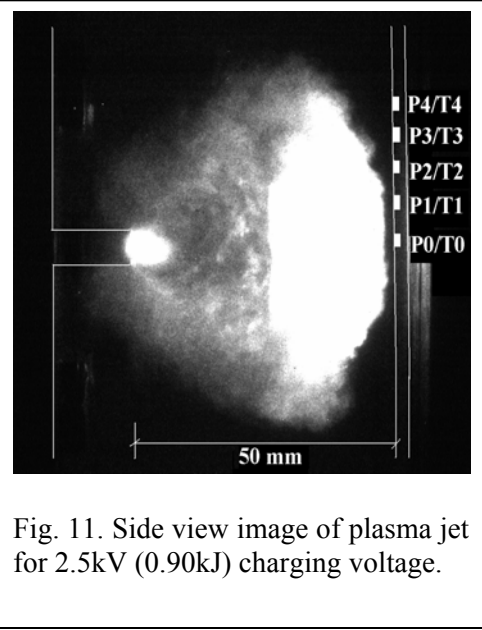 P4/T4
P3/T3
P2/T2
P1/T1
P0/T0
50 mm
Fig. 11. Side view image of plasma jet
for 2.5kV (0.90kJ) charging voltage.